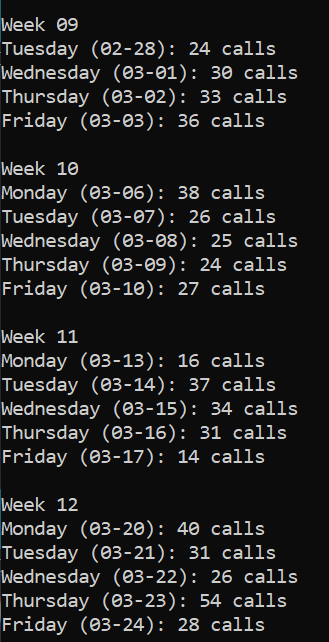 Week 09
Tuesday (02-28): 24 calls
Wednesday (03-01): 30 calls
Thursday (03-02): 33 calls
Friday (03-03): 36 calls

Week 10
Monday (03-06): 38 calls
Tuesday (03-07): 26 calls
Wednesday (03-08): 25 calls
Thursday (03-09): 24 calls
Friday (03-10): 27 calls

Week 11
Monday (03-13): 16 calls
Tuesday (03-14): 37 calls
Wednesday (03-15): 34 calls
Thursday (03-16): 31 calls
Friday (03-17): 14 calls

Week 12
Monday (03-20): 40 calls
Tuesday (03-21): 31 calls
Wednesday (03-22): 26 calls
Thursday (03-23): 54 calls
Friday (03-24): 28 calls